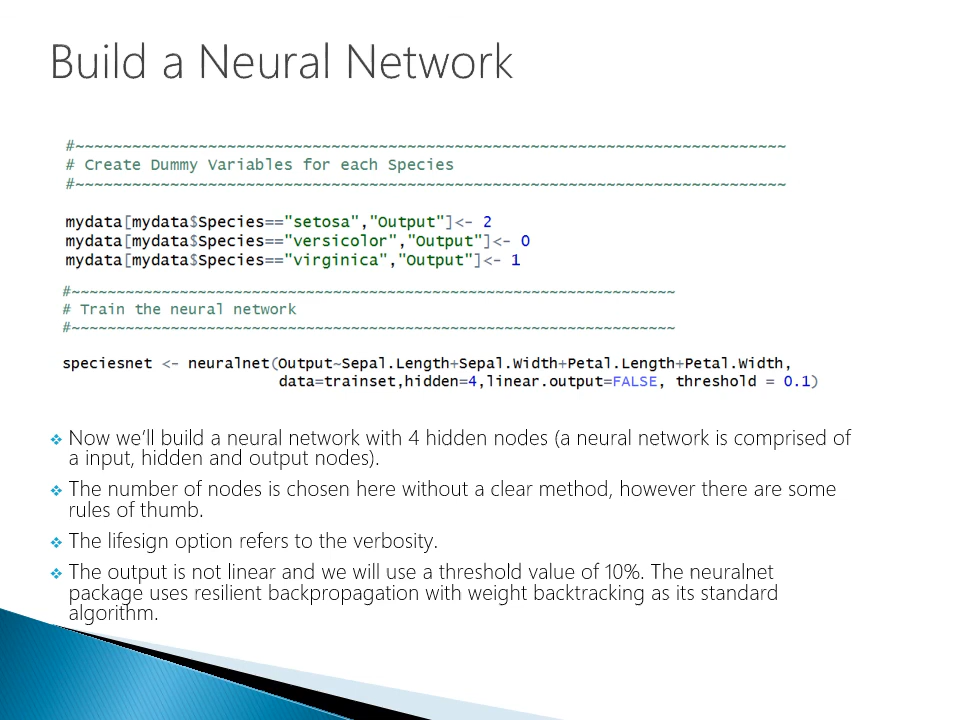 Build a Neural Network
#~~~~~~~~~~~~~~~~~~~~~~~~~~~~~~~~~~~~~~~~~~~~~~~~~~~~~~~~~~~~~~~~~~~~~~~~~~~
# Create Dummy Variables for each Species
#~~~~~~~~~~~~~~~~~~~~~~~~~~~~~~~~~~~~~~~~~~~~~~~~~~~~~~~~~~~~~~~~~~~~~~~~~~~
mydata[mydata$Species=="setosa","Output"]<- 2
mydata[mydata$Species=="versicolor","Output"]<- 0
mydata[mydata$Species=="virginica","Output"]<- 1
#~~~~~~~~~~~~~~~~~~~~~~~~~~~~~~~~~~~~~~~~~~~~~~~~~~~~~~~~~~~~~~~~~~~
# Train the neural network
#~~~~~~~~~~~~~~~~~~~~~~~~~~~~~~~~~~~~~~~~~~~~~~~~~~~~~~~~~~~~~~~~~~~
speciesnet <- neuralnet(Output~Sepal.Length+Sepal.Width+Petal.Length+Petal.Width,
data=trainset,hidden=4,linear.output=FALSE, threshold = 0.1)
❖ Now we’ll build a neural network with 4 hidden nodes (a neural network is comprised of
a input, hidden and output nodes).
❖ The number of nodes is chosen here without a clear method, however there are some
rules of thumb.
❖ The lifesign option refers to the verbosity.
❖ The output is not linear and we will use a threshold value of 10%. The neuralnet
package uses resilient backpropagation with weight backtracking as its standard
algorithm.